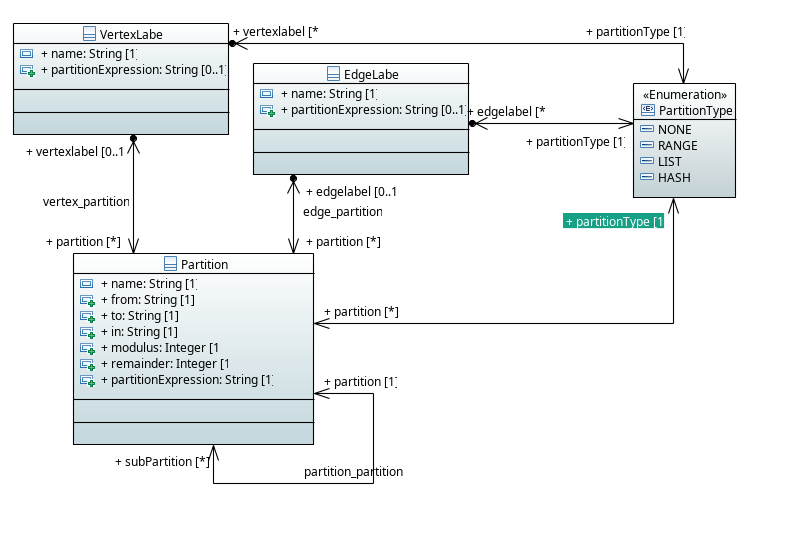 VertexLabe
+ name: String [1]
+ partitionExpression: String [0..1]
+ vertexlabel [*
+ partitionType [1]
EdgeLabe
+ name: String [1]
+ partitionExpression: String [0..1]
+ edgelabel [*
+ partitionType [1]
«Enumeration»
PartitionType
NONE
RANGE
LIST
HASH
+ vertexlabel [0..1
vertex_partition
+ partition [*]
+ edgelabel [0..1
edge_partition
+ partition [*]
+ partitionType [1
Partition
+ name: String [1]
+ from: String [1]
+ to: String [1]
+ in: String [1]
+ modulus: Integer [1
+ remainder: Integer [1
+ partitionExpression: String [1]
+ partition [*]
+ partition [1]
+ subPartition [*]
partition_partition